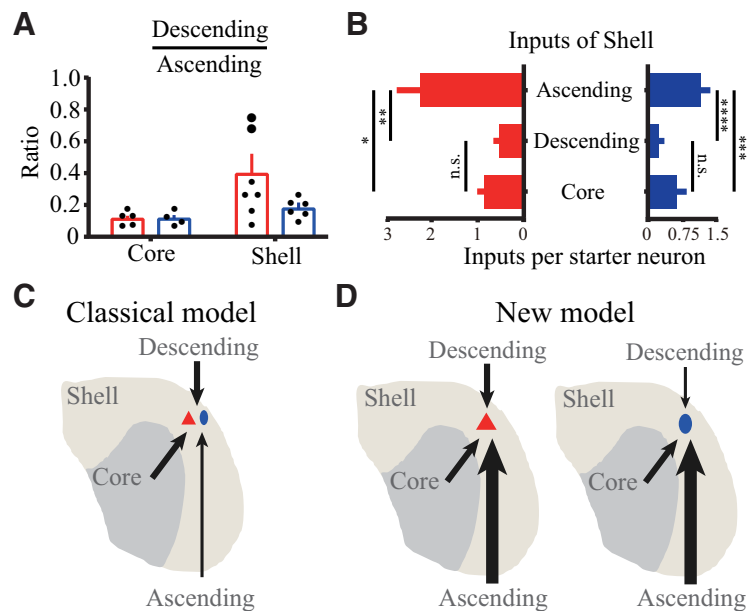 A
Descending
Ascending
Ratio
1.0
0.8
0.6
0.4
0.2
0
Core
Shell
B
Inputs of Shell
Ascending
Descending
Core
*
**
n.s.
****
***
n.s.
3
2
1
0
0
0.75
1.5
Inputs per starter neuron
C
Classical model
Descending
Shell
Core
Ascending
D
New model
Descending
Shell
Core
Ascending
Descending
Shell
Core
Ascending